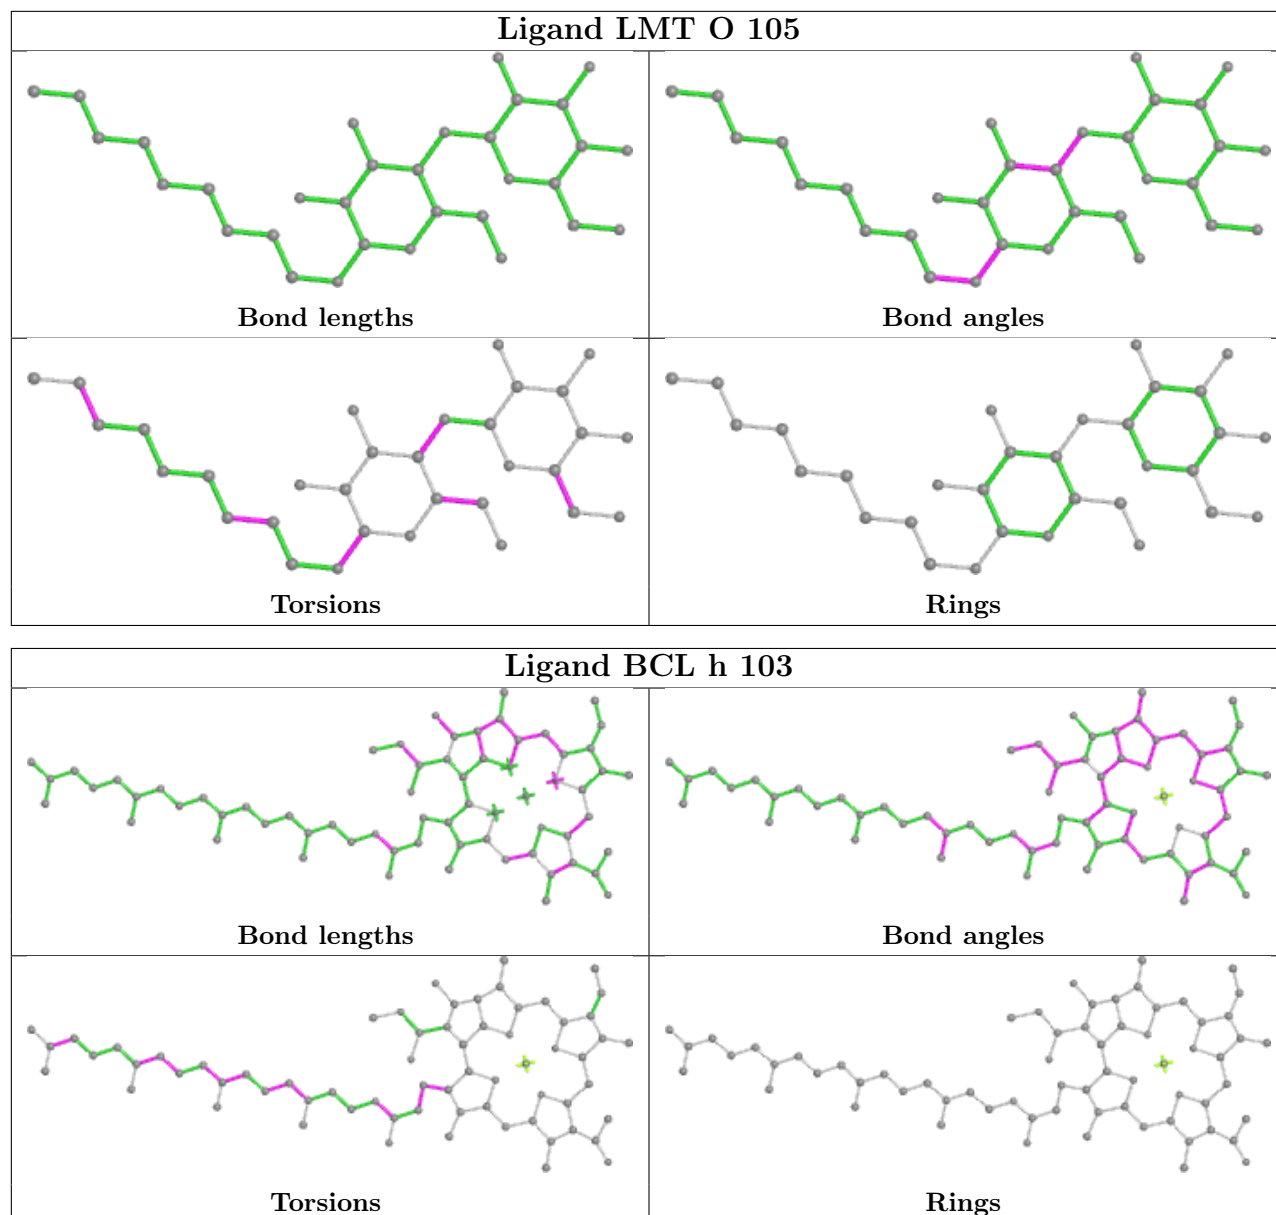 Ligand LMT O 105
Bond lengths
Bond angles
Torsions
Rings
Ligand BCL h 103
Bond lengths
Bond angles
Torsions
Rings